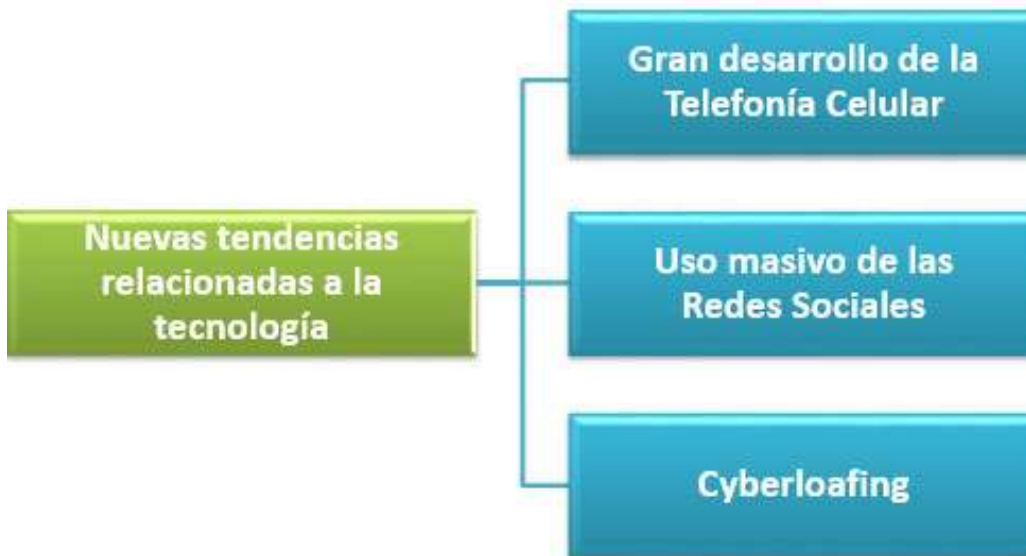 Nuevas tendencias
relacionadas a la
tecnología
Gran desarrollo de la
Telefonía Celular
Uso masivo de las
Redes Sociales
Cyberloafing